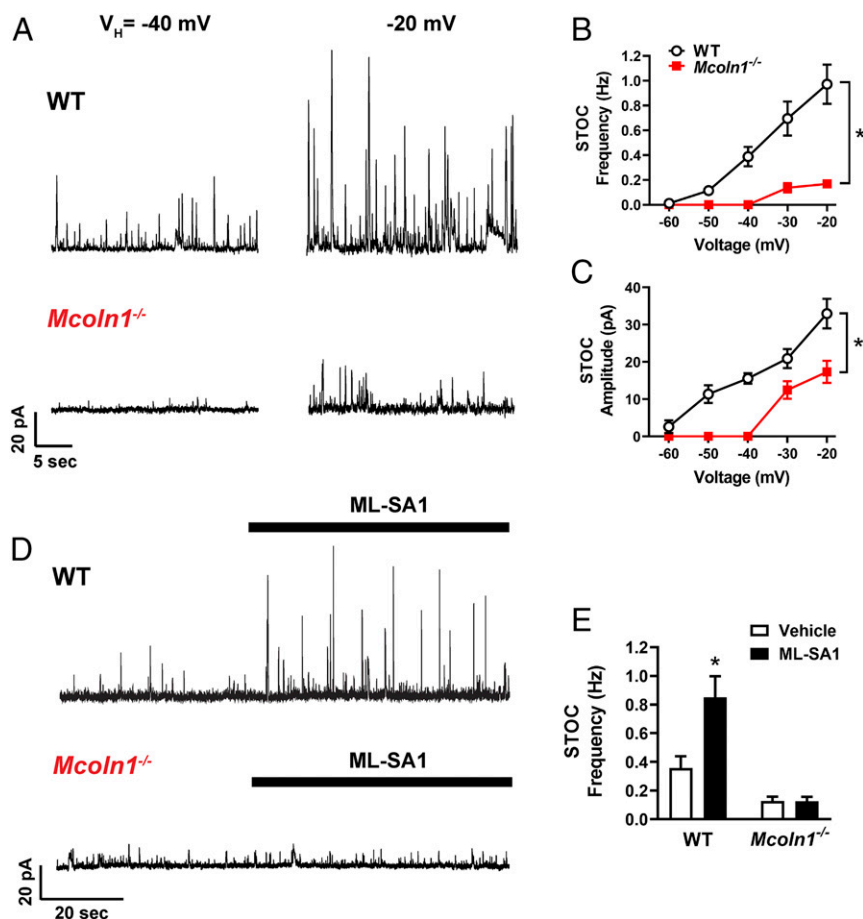 A
V_H= -40 mV
-20 mV
WT
Mcoln1-/-
20 pA
5 sec
B
WT
Mcoln1-/-
STOC
Frequency (Hz)
1.2
1.0
0.8
0.6
0.4
0.2
0.0
-60 -50 -40 -30 -20
Voltage (mV)
*
C
STOC
Amplitude (pA)
40
30
20
10
0
-60 -50 -40 -30 -20
Voltage (mV)
*
D
ML-SA1
WT
Mcoln1-/-
ML-SA1
20 pA
20 sec
E
Vehicle
ML-SA1
STOC
Frequency (Hz)
1.2
1.0
0.8
0.6
0.4
0.2
0.0
*
WT Mcoln1-/-